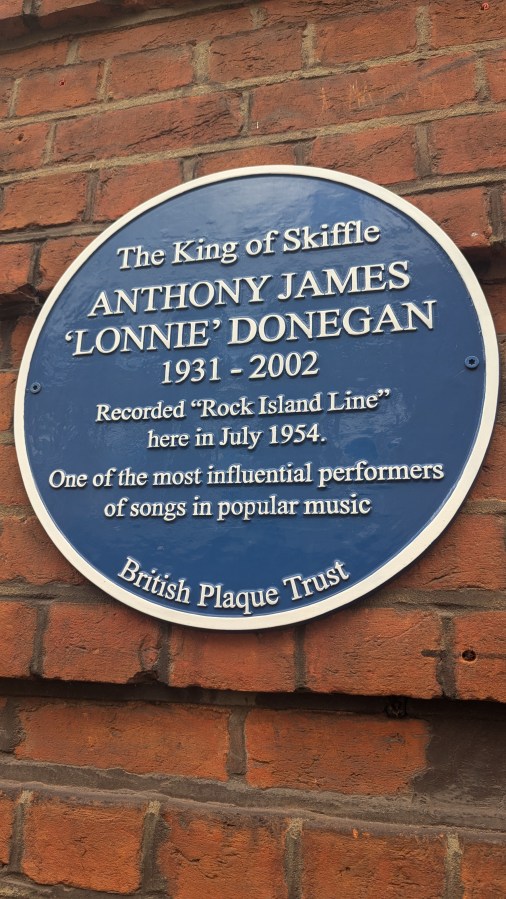 The King of Skiffle
ANTHONY JAMES
‘LONNIE’ DONEGAN
1931 - 2002
Recorded “Rock Island Line”
here in July 1954.
One of the most influential performers
of songs in popular music
British Plaque Trust